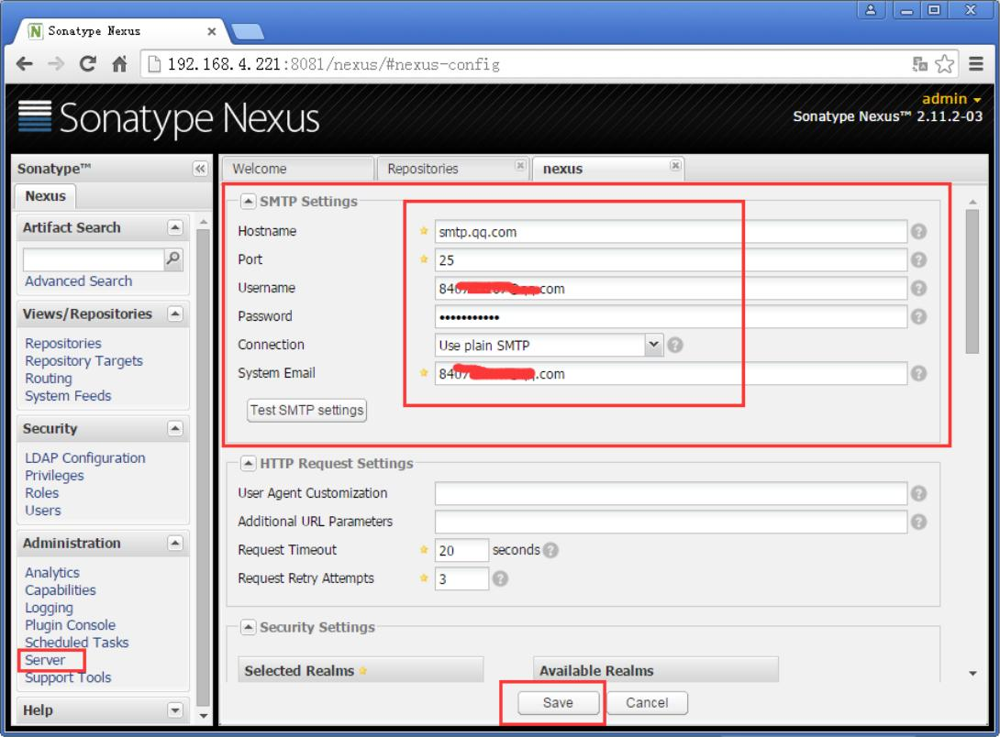 Sonatype Nexus
192.168.4.221:8081/nexus/#nexus-config
Sonatype Nexus
admin
Sonatype Nexus™ 2.11.2-03
Sonatype™
Nexus
Artifact Search
Advanced Search
Views/Repositories
Repositories
Repository Targets
Routing
System Feeds
Security
LDAP Configuration
Privileges
Roles
Users
Administration
Analytics
Capabilities
Logging
Plugin Console
Scheduled Tasks
Server
Support Tools
Help
Welcome
Repositories
nexus
SMTP Settings
Hostname
smtp.qq.com
Port
25
Username
.com
Password
Connection
Use plain SMTP
System Email
.com
Test SMTP settings
HTTP Request Settings
User Agent Customization
Additional URL Parameters
Request Timeout
20 seconds
Request Retry Attempts
3
Security Settings
Selected Realms
Available Realms
Save
Cancel